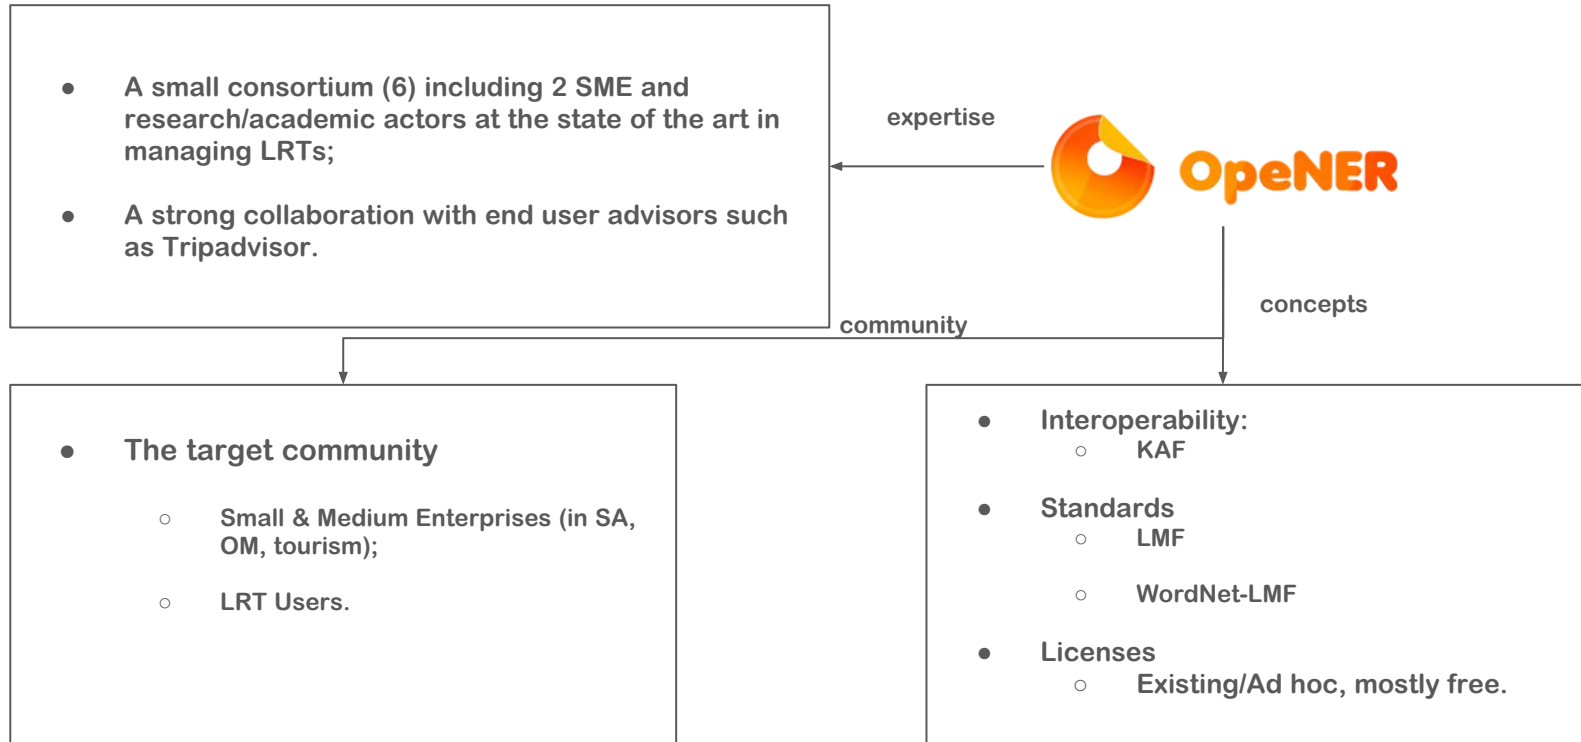 ● A small consortium (6) including 2 SME and
research/academic actors at the state of the art in
managing LRTs;
● A strong collaboration with end user advisors such
as Tripadvisor.
expertise
OpeNER
concepts
community
● The target community
○ Small & Medium Enterprises (in SA,
OM, tourism);
○ LRT Users.
● Interoperability:
○ KAF
● Standards
○ LMF
○ WordNet-LMF
● Licenses
○ Existing/Ad hoc, mostly free.